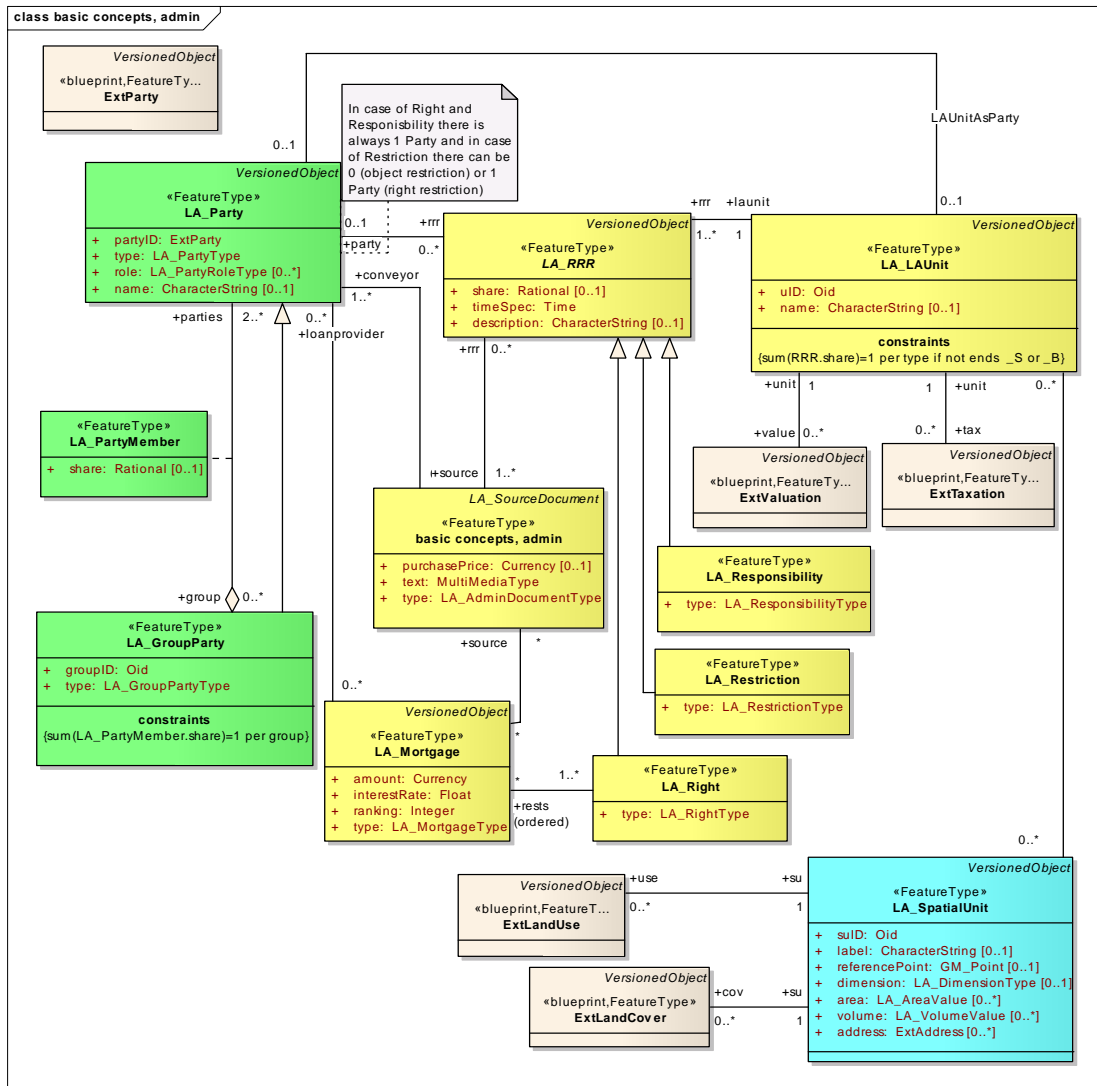 class basic concepts, admin
VersionedObject
«blueprint,FeatureTy...
ExtParty
In case of Right and
Responisbility there is
always 1 Party and in case
of Restriction there can be
0 (object restriction) or 1
Party (right restriction)
LAUnitAsParty
0..1
0..1
VersionedObject
«FeatureType»
LA_Party
+ partyID: ExtParty
+ type: LA_PartyType
+ role: LA_PartyRoleType [0..*]
+ name: CharacterString [0..1]
0..1
+party
+rrr
0..*
VersionedObject
«FeatureType»
LA_RRR
+ share: Rational [0..1]
+ timeSpec: Time
+ description: CharacterString [0..1]
+rrr
1..*
+launit
1
VersionedObject
«FeatureType»
LA_LAUnit
+ uID: Oid
+ name: CharacterString [0..1]
constraints
{sum(RRR.share)=1 per type if not ends _S or _B}
+conveyor
1..*
+parties
2..*
0..*
+loanprovider
+rrr
0..*
+unit
1
1
+unit
0..*
+value
0..*
0..*
+tax
VersionedObject
«blueprint,FeatureTy...
ExtValuation
VersionedObject
«blueprint,FeatureTy...
ExtTaxation
«FeatureType»
LA_PartyMember
+ share: Rational [0..1]
+source
1..*
LA_SourceDocument
«FeatureType»
basic concepts, admin
+ purchasePrice: Currency [0..1]
+ text: MultiMediaType
+ type: LA_AdminDocumentType
«FeatureType»
LA_Responsibility
+ type: LA_ResponsibilityType
+group
0..*
«FeatureType»
LA_GroupParty
+ groupID: Oid
+ type: LA_GroupPartyType
constraints
{sum(LA_PartyMember.share)=1 per group}
+source
*
«FeatureType»
LA_Restriction
+ type: LA_RestrictionType
0..*
VersionedObject
«FeatureType»
LA_Mortgage
+ amount: Currency
+ interestRate: Float
+ ranking: Integer
+ type: LA_MortgageType
*
*
+rests
(ordered)
1..*
«FeatureType»
LA_Right
+ type: LA_RightType
0..*
VersionedObject
«blueprint,FeatureT...
ExtLandUse
+use
0..*
+su
1
VersionedObject
«FeatureType»
LA_SpatialUnit
+ suID: Oid
+ label: CharacterString [0..1]
+ referencePoint: GM_Point [0..1]
+ dimension: LA_DimensionType [0..1]
+ area: LA_AreaValue [0..*]
+ volume: LA_VolumeValue [0..*]
+ address: ExtAddress [0..*]
VersionedObject
«blueprint,FeatureType»
ExtLandCover
+cov
0..*
+su
1